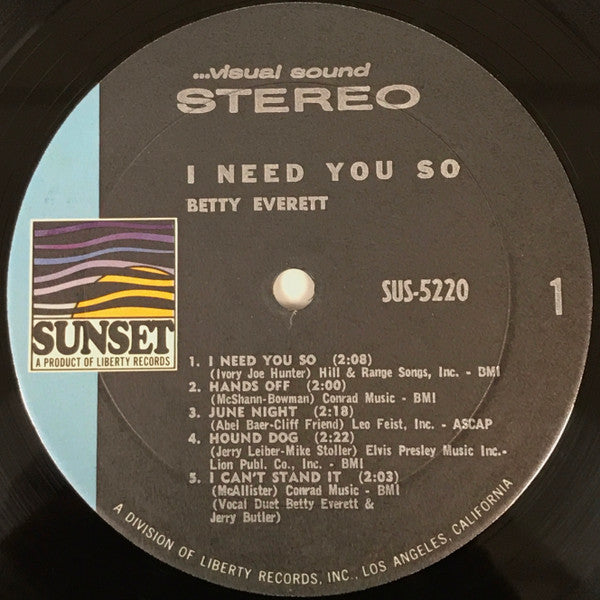 ...visual sound
STEREO
I NEED YOU SO
BETTY EVERETT
SUS-5220
1
SUNSET
A PRODUCT OF LIBERTY RECORDS
1. I NEED YOU SO (2:08)
(Ivory Joe Hunter) Hill & Range Songs, Inc. - BMI
2. HANDS OFF (2:00)
(McShann-Bowman) Conrad Music - BMI
3. JUNE NIGHT (2:18)
(Abel Baer-Cliff Friend) Leo Feist, Inc. - ASCAP
4. HOUND DOG (2:22)
(Jerry Leiber-Mike Stoller) Elvis Presley Music Inc.-
Lion Publ. Co., Inc. - BMI
5. I CAN'T STAND IT (2:03)
(McAllister) Conrad Music - BMI
(Vocal Duet Betty Everett &
Jerry Butler)
A DIVISION OF LIBERTY RECORDS, INC., LOS ANGELES, CALIFORNIA